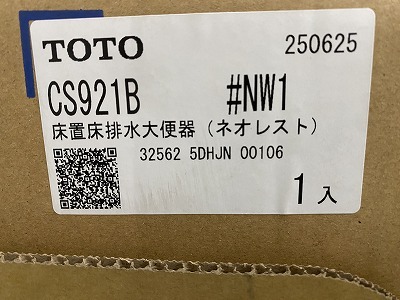 TOTO 250625
CS921B #NW1
床置床排水大便器（ネオレスト）
32562 5DHJN 00106
1入